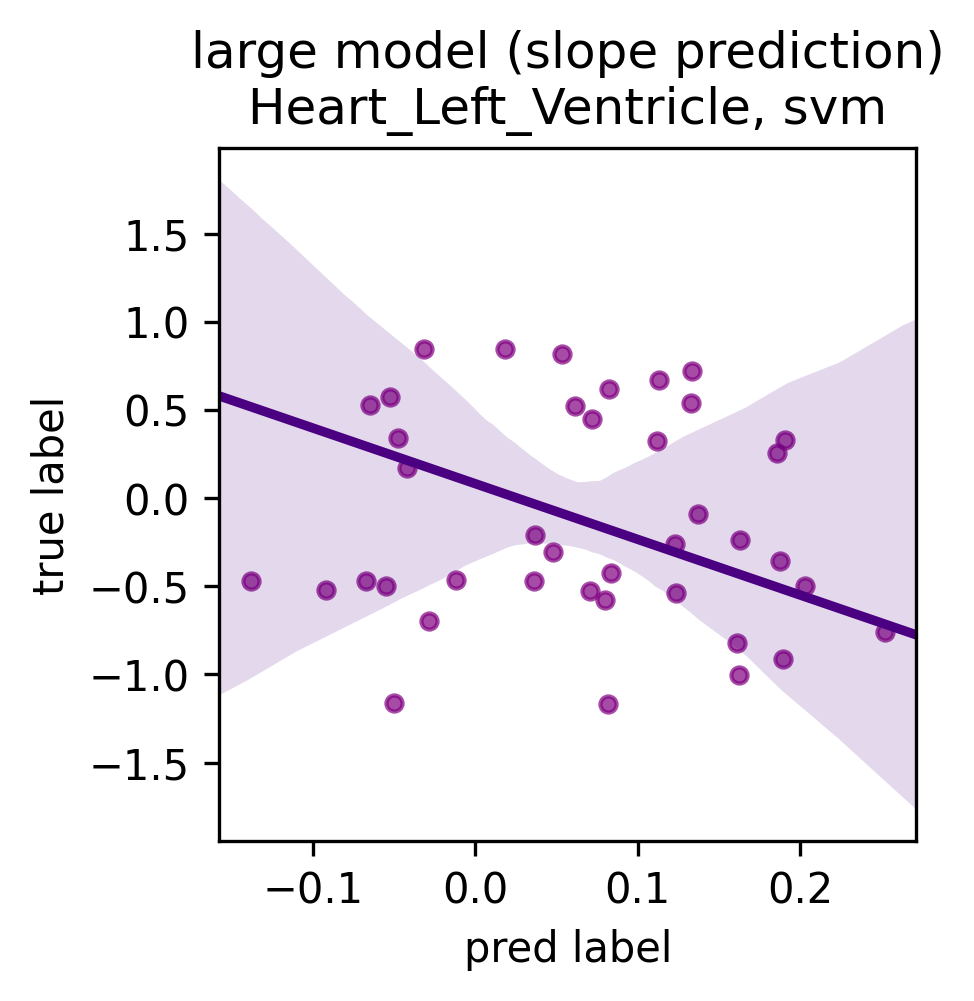 large model (slope prediction)
Heart_Left_Ventricle, svm
1.5
1.0
0.5
0.0
−0.5
−1.0
−1.5
true label
−0.1
0.0
0.1
0.2
pred label